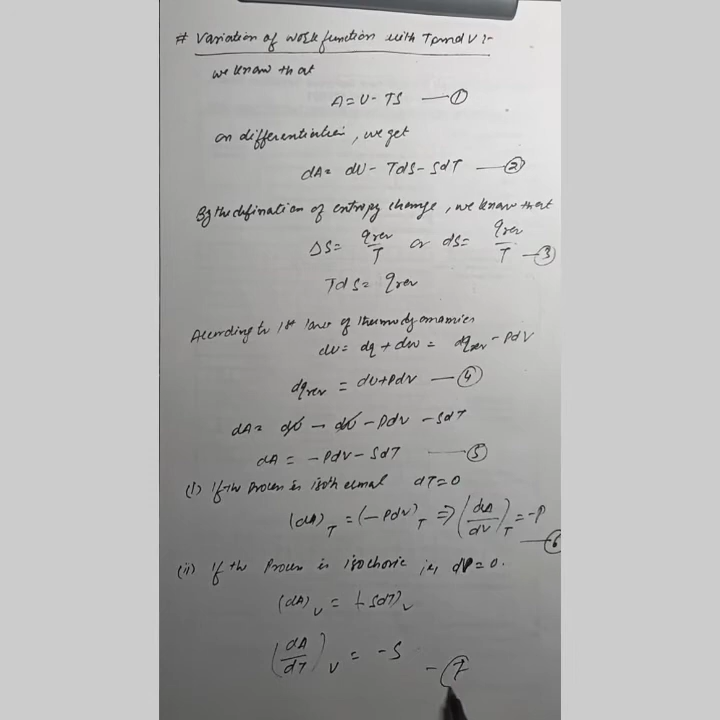 # Variation of work function with T and V :-
we know that
A = U - TS —①
on differentiation, we get
dA = dU - TdS - SdT —②
By the defination of entropy change, we know that
ΔS = qrev/T or dS = qrev/T —③
TdS = qrev
According to 1st law of thermodynamics
dU = dq + dw = dqrev - PdV
dqrev = dU + PdV —④
dA = dU - dU - PdV - SdT
dA = - PdV - SdT —⑤
(i) If the process is isothermal dT = 0
(dA)T = (- PdV)T ⇒ (dA/dV)T = -P —⑥
(ii) If the process is isochoric i.e, dV = 0.
(dA)V = (- SdT)V
(dA/dT)V = -S —⑦